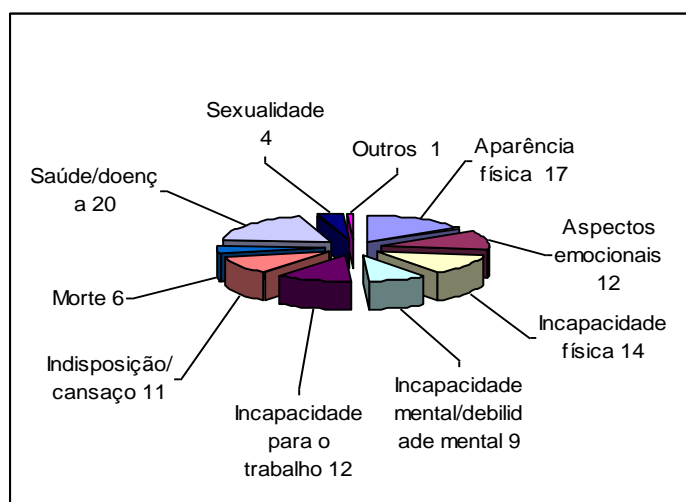 Sexualidade
4
Outros 1
Aparência
física 17
Saúde/doenç
a 20
Aspectos
emocionais
12
Morte 6
Incapacidade
física 14
Indisposição/
cansaço 11
Incapacidade
mental/debilid
ade mental 9
Incapacidade
para o
trabalho 12